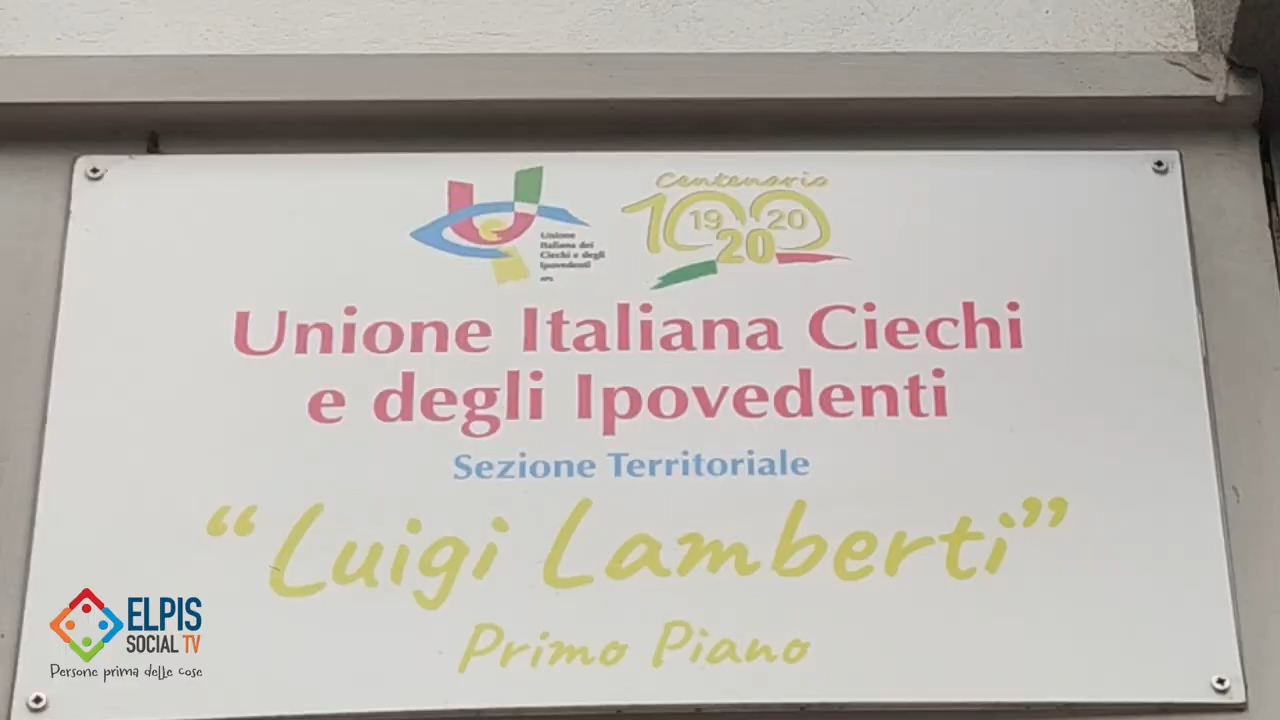 Centenario
100
19 20
20
Unione
Italiana dei
Ciechi e degli
Ipovedenti
APS
Unione Italiana Ciechi
e degli Ipovedenti
Sezione Territoriale
“Luigi Lamberti”
Primo Piano
ELPIS
SOCIAL TV
Persone prima delle cose